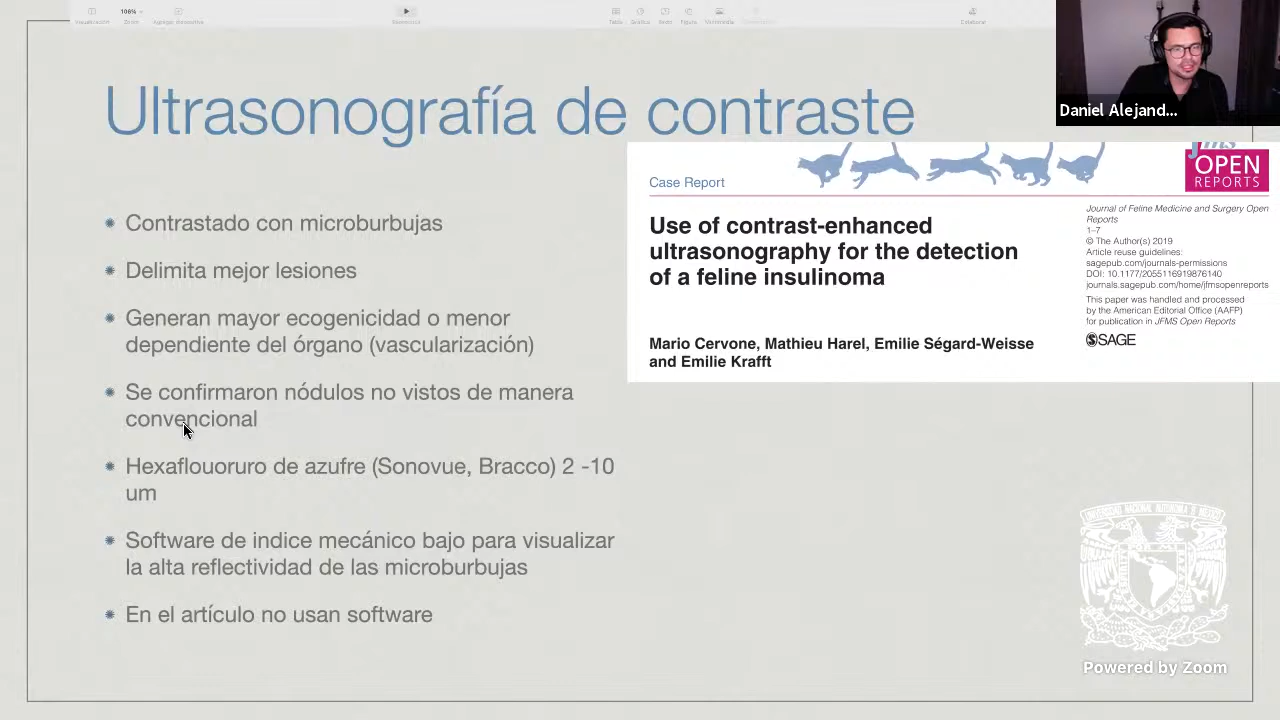 106%
Ultrasonografía de contraste
Daniel Alejand...
Contrastado con microburbujas
Delimita mejor lesiones
Generan mayor ecogenicidad o menor
dependiente del órgano (vascularización)
Se confirmaron nódulos no vistos de manera
convencional
Hexaflouoruro de azufre (Sonovue, Bracco) 2 -10
um
Software de indice mecánico bajo para visualizar
la alta reflectividad de las microburbujas
En el artículo no usan software
Case Report
jfms
OPEN
REPORTS
Use of contrast-enhanced
ultrasonography for the detection
of a feline insulinoma
Mario Cervone, Mathieu Harel, Emilie Ségard-Weisse
and Emilie Krafft
Journal of Feline Medicine and Surgery Open
Reports
1–7
© The Author(s) 2019
Article reuse guidelines:
sagepub.com/journals-permissions
DOI: 10.1177/2055116919876140
journals.sagepub.com/home/jfmsopenreports
This paper was handled and processed
by the American Editorial Office (AAFP)
for publication in JFMS Open Reports
SAGE
Powered by Zoom